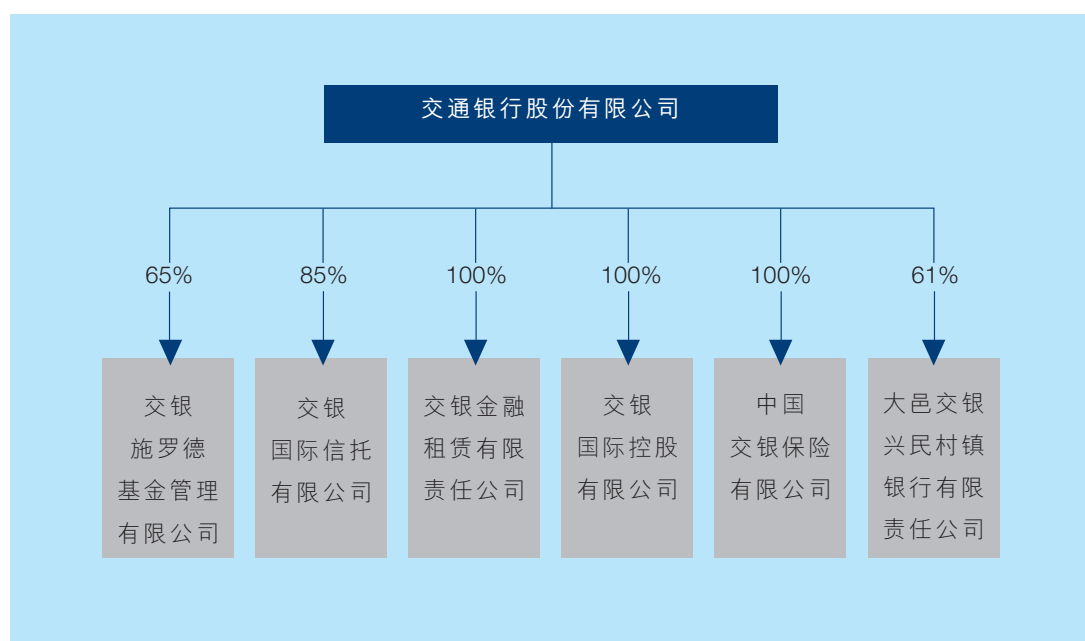 交通银行股份有限公司
65%
85%
100%
100%
100%
61%
交银
施罗德
基金管理
有限公司
交银
国际信托
有限公司
交银金融
租赁有限
责任公司
交银
国际控股
有限公司
中国
交银保险
有限公司
大邑交银
兴民村镇
银行有限
责任公司